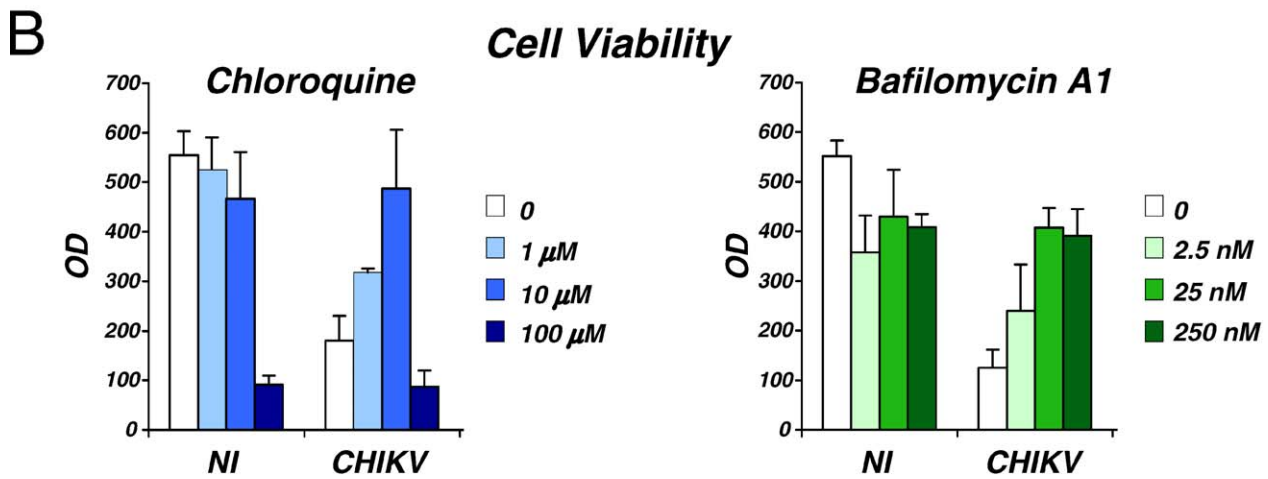 B
Cell Viability
Chloroquine
700
600
500
400
300
200
100
0
OD
NI
CHIKV
0
1 μM
10 μM
100 μM
Bafilomycin A1
700
600
500
400
300
200
100
0
OD
NI
CHIKV
0
2.5 nM
25 nM
250 nM